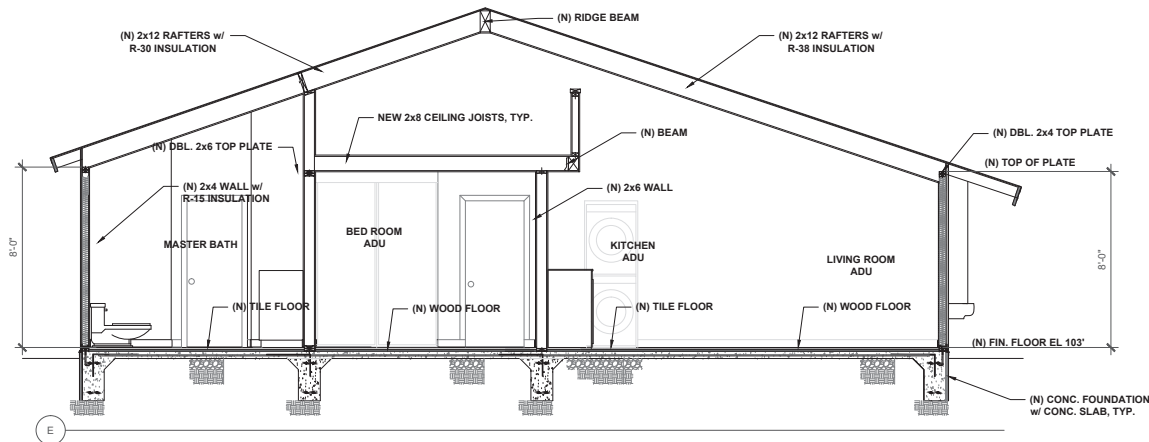 (N) RIDGE BEAM
(N) 2x12 RAFTERS w/
R-30 INSULATION
(N) 2x12 RAFTERS w/
R-38 INSULATION
NEW 2x8 CEILING JOISTS, TYP.
(N) BEAM
(N) DBL. 2x4 TOP PLATE
(N) DBL. 2x6 TOP PLATE
(N) TOP OF PLATE
(N) 2x4 WALL w/
R-15 INSULATION
(N) 2x6 WALL
8'-0"
MASTER BATH
BED ROOM
ADU
KITCHEN
ADU
LIVING ROOM
ADU
8'-0"
(N) TILE FLOOR
(N) WOOD FLOOR
(N) TILE FLOOR
(N) WOOD FLOOR
(N) FIN. FLOOR EL 103'
(N) CONC. FOUNDATION
w/ CONC. SLAB, TYP.
E